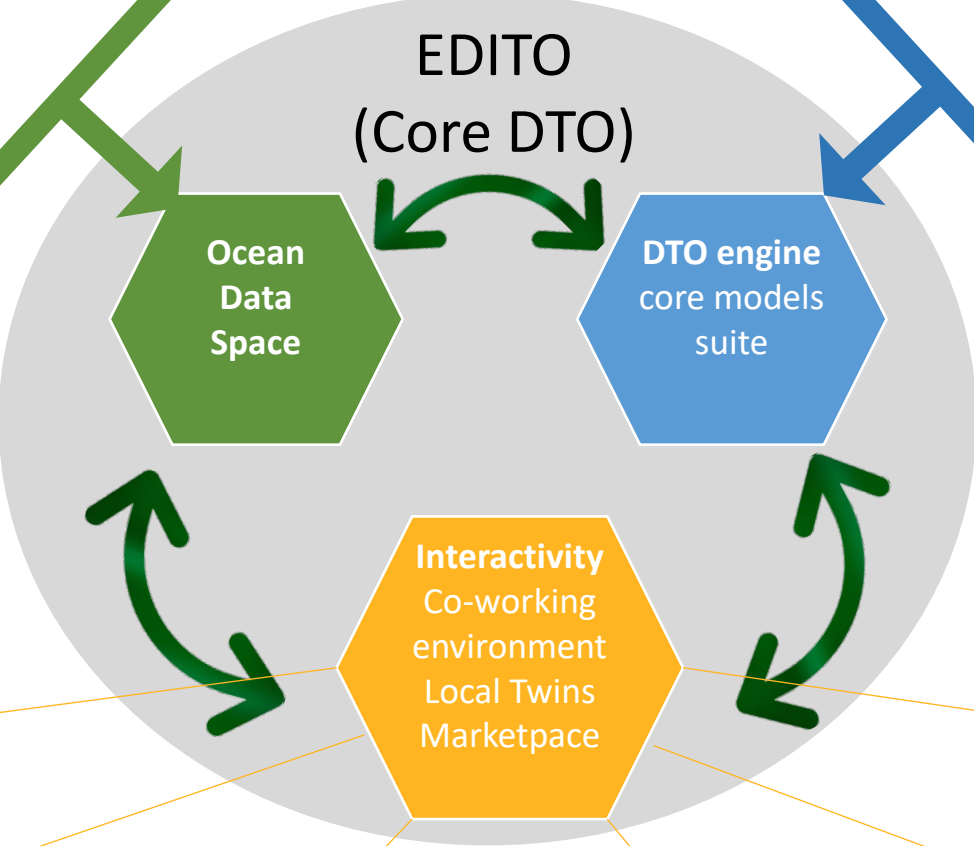 EDITO
(Core DTO)
Ocean
Data
Space
DTO engine
core models
suite
Interactivity
Co-working
environment
Local Twins
Marketpace